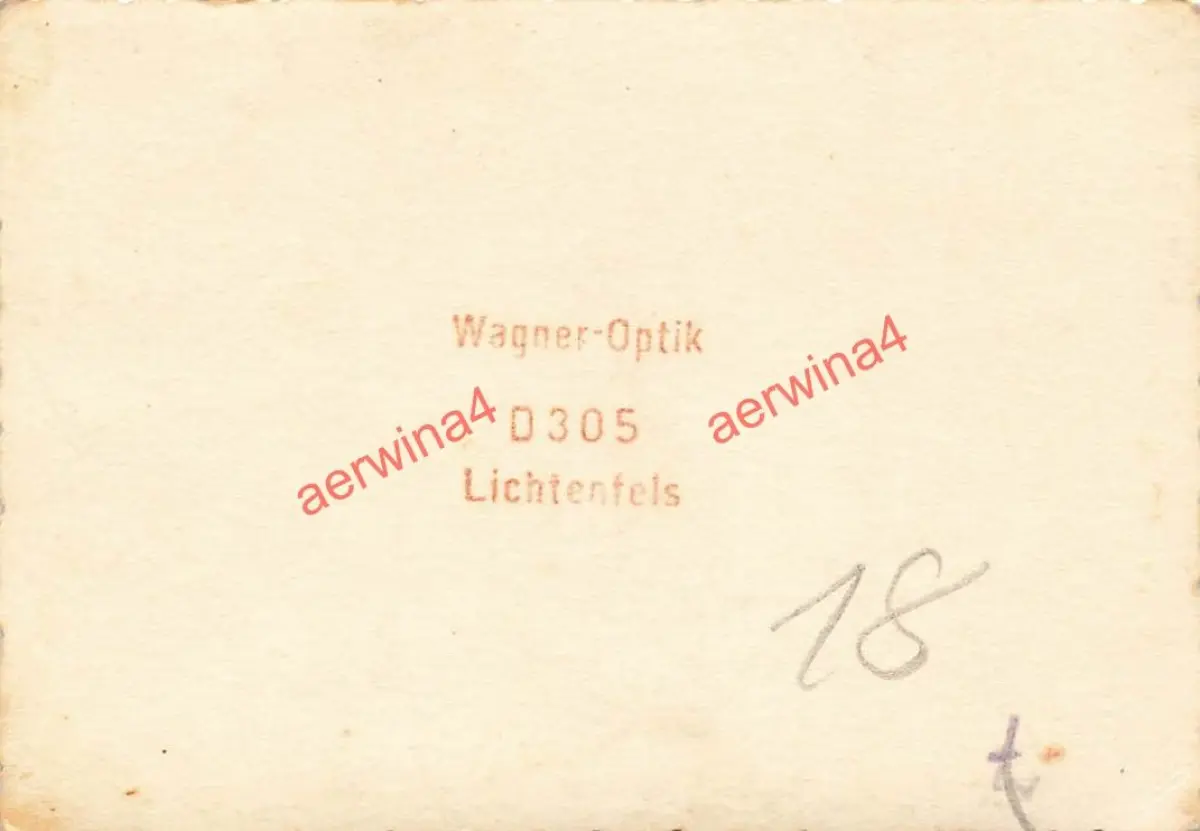 Wagner-Optik
aerwina4
aerwina4
D305
Lichtenfels
18